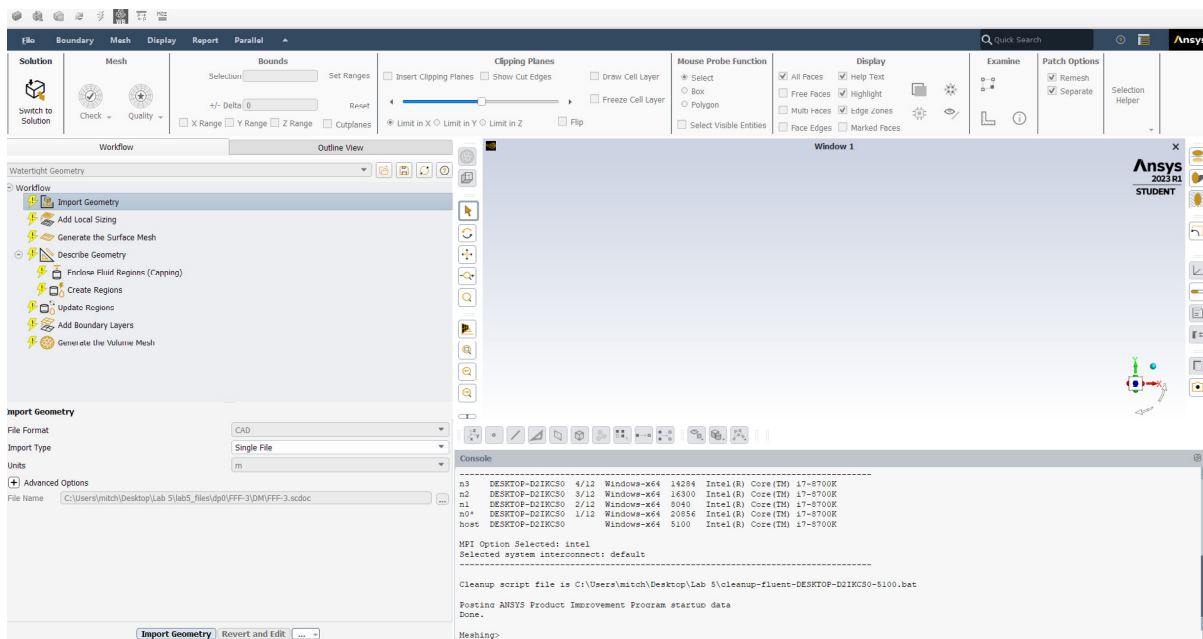 WB
File Boundary Mesh Display Report Parallel
Quick Search
Ansys
Solution
Switch to
Solution
Mesh
Check
Quality
Bounds
Selection
Set Ranges
+/- Delta 0
Reset
X Range Y Range Z Range Cutplanes
Clipping Planes
Insert Clipping Planes Show Cut Edges Draw Cell Layer
Freeze Cell Layer
Limit in X Limit in Y Limit in Z Flip
Mouse Probe Function
Select
Box
Polygon
Select Visible Entities
Display
All Faces Help Text
Free Faces Highlight
Multi Faces Edge Zones
Face Edges Marked Faces
Examine
Patch Options
Remesh
Separate
Selection
Helper
Workflow Outline View
Watertight Geometry
Workflow
Import Geometry
Add Local Sizing
Generate the Surface Mesh
Describe Geometry
Enclose Fluid Regions (Capping)
Create Regions
Update Regions
Add Boundary Layers
Generate the Volume Mesh
Import Geometry
File Format CAD
Import Type Single File
Units m
Advanced Options
File Name C:\Users\mitch\Desktop\Lab 5\lab5_files\dp0\FFF-3\DM\FFF-3.scdoc ...
Import Geometry Revert and Edit ...
Window 1
Ansys
2023 R1
STUDENT
Y
X
Console
n3 DESKTOP-D2IKCS0 4/12 Windows-x64 14284 Intel(R) Core(TM) i7-8700K
n2 DESKTOP-D2IKCS0 3/12 Windows-x64 16300 Intel(R) Core(TM) i7-8700K
n1 DESKTOP-D2IKCS0 2/12 Windows-x64 8040 Intel(R) Core(TM) i7-8700K
n0* DESKTOP-D2IKCS0 1/12 Windows-x64 20856 Intel(R) Core(TM) i7-8700K
host DESKTOP-D2IKCS0 Windows-x64 5100 Intel(R) Core(TM) i7-8700K
MPI Option Selected: intel
Selected system interconnect: default
Cleanup script file is C:\Users\mitch\Desktop\Lab 5\cleanup-fluent-DESKTOP-D2IKCS0-5100.bat
Posting ANSYS Product Improvement Program startup data
Done.
Meshing>